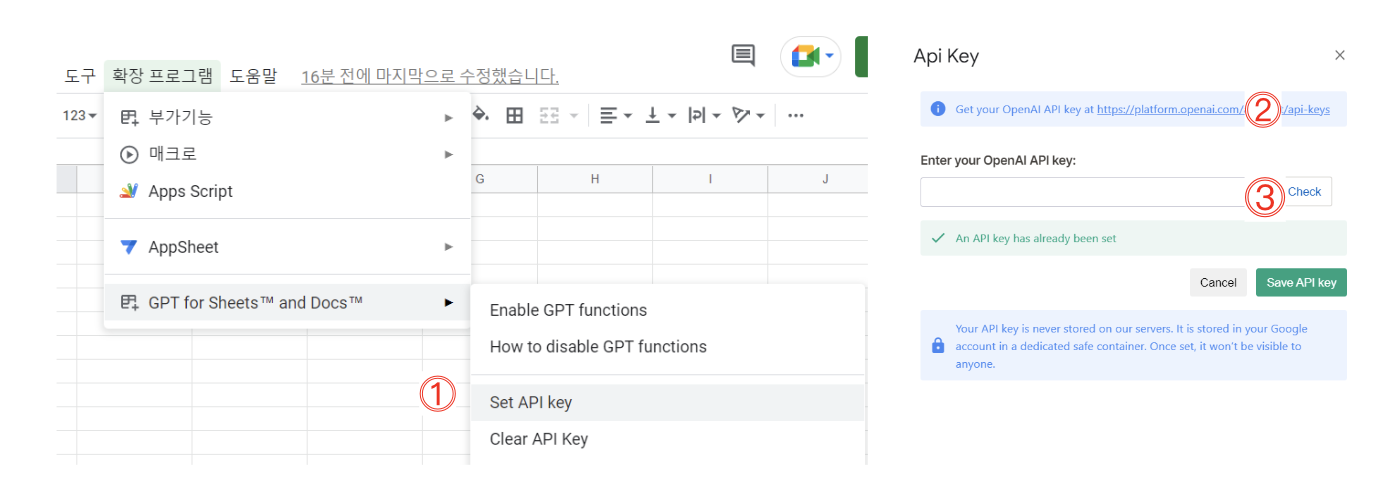 도구 확장 프로그램 도움말 16분 전에 마지막으로 수정했습니다.
123
부가기능
매크로
Apps Script
AppSheet
GPT for Sheets™ and Docs™
G H I J
Enable GPT functions
How to disable GPT functions
①
Set API key
Clear API Key
Api Key
Get your OpenAI API key at https://platform.openai.com/ ② /api-keys
Enter your OpenAI API key:
③ Check
An API key has already been set
Cancel Save API key
Your API key is never stored on our servers. It is stored in your Google
account in a dedicated safe container. Once set, it won't be visible to
anyone.